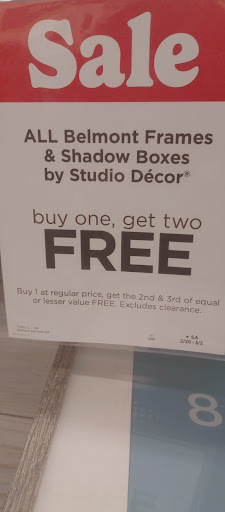 Sale
ALL Belmont Frames
& Shadow Boxes
by Studio Décor®
buy one, get two
FREE
Buy 1 at regular price, get the 2nd & 3rd of equal
or lesser value FREE. Excludes clearance.
SA
8